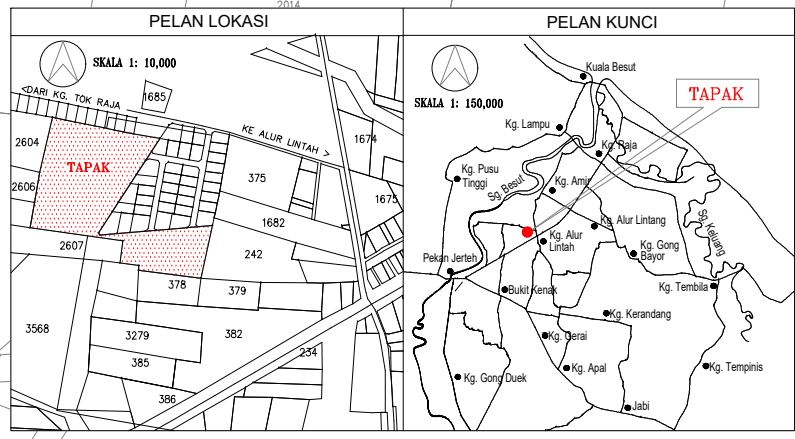 2014
PELAN LOKASI
SKALA 1: 10,000
<DARI KG. TOK RAJA
1685
KE ALUR LINTAH >
1674
2604
TAPAK
375
2606
1675
1682
2607
242
378
379
3568
3279
382
234
385
386
PELAN KUNCI
SKALA 1: 150,000
Kuala Besut
TAPAK
Kg. Lampu
Kg. Raja
Kg. Pusu
Tinggi
Sg. Besut
Kg. Amir
Kg. Alur Lintang
Sg. Keluang
Kg. Alur
Lintah
Kg. Gong
Bayor
Pekan Jerteh
Bukit Kenak
Kg. Tembila
Kg. Kerandang
Kg. Gerai
Kg. Apal
Kg. Tempinis
Kg. Gong Duek
Jabi